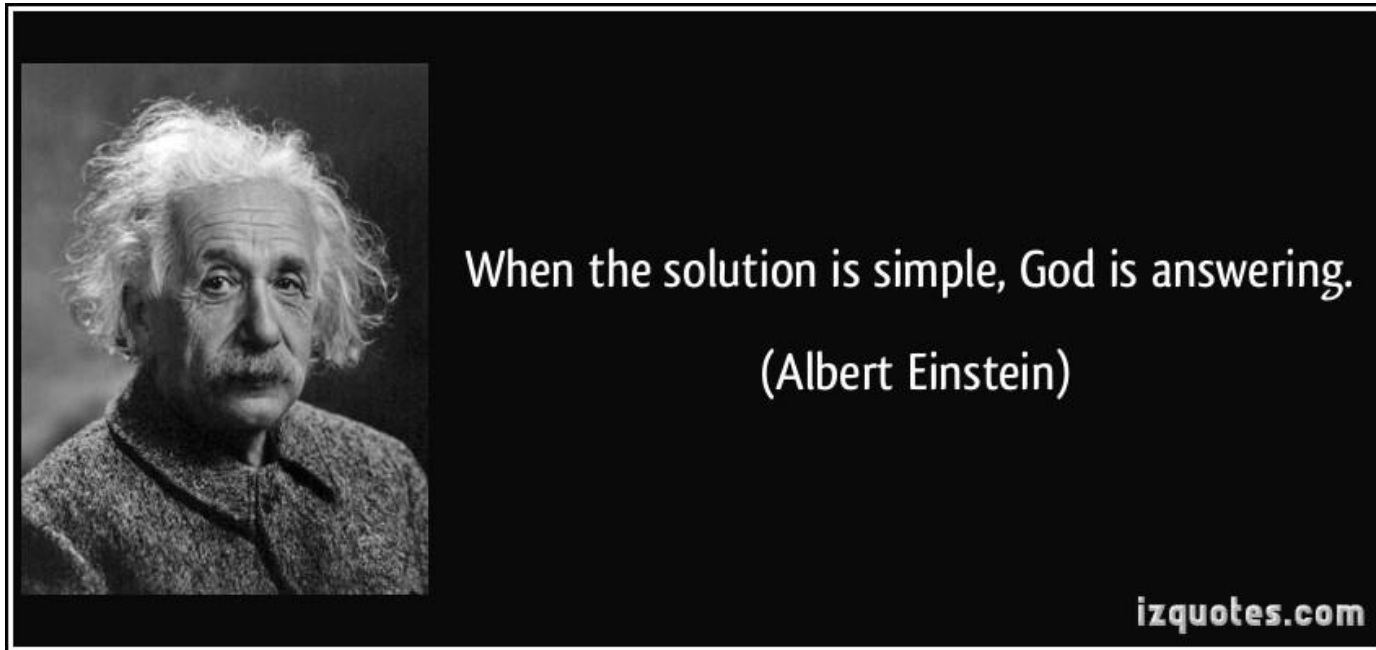 When the solution is simple, God is answering.
(Albert Einstein)
izquotes.com